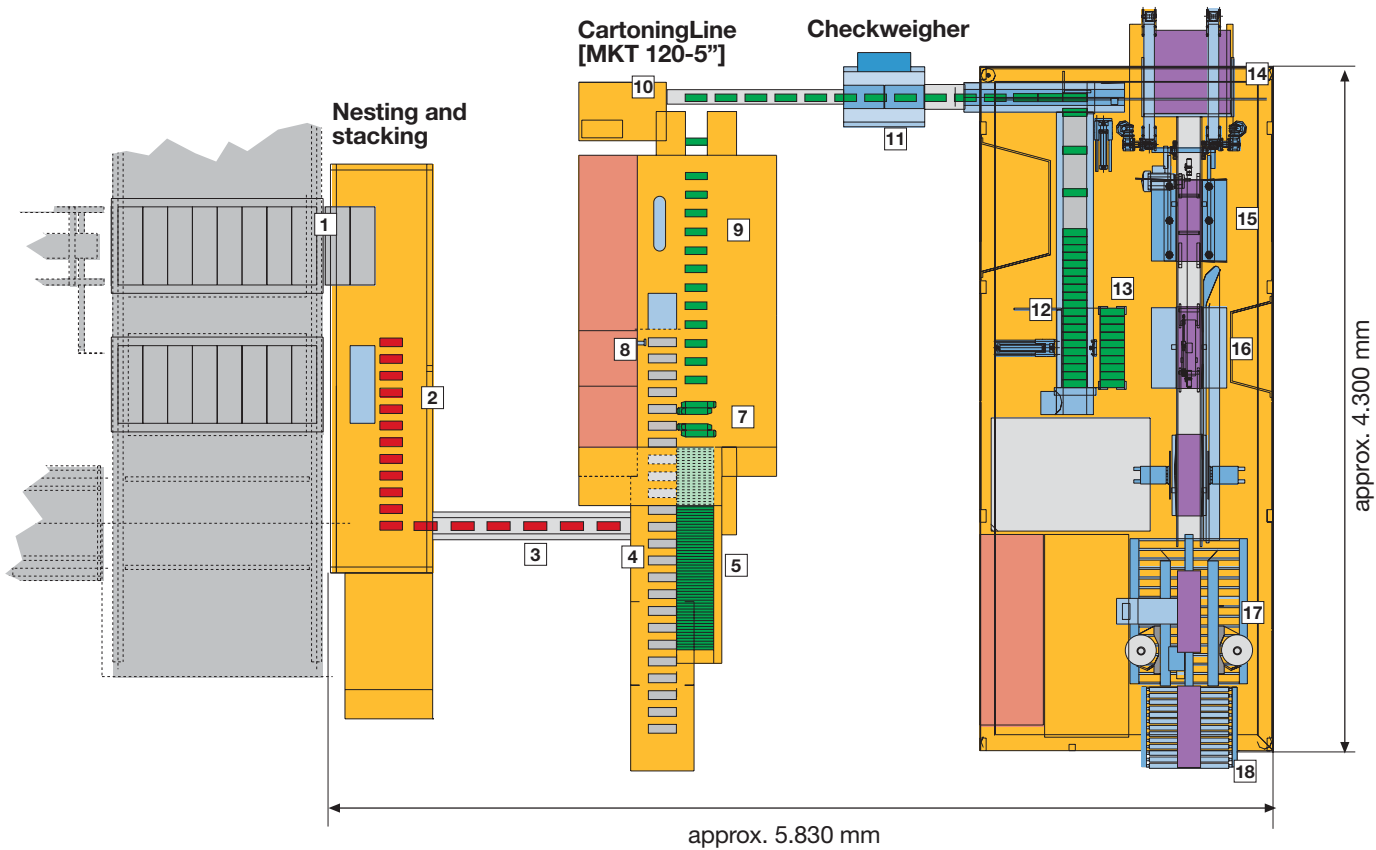 CartoningLine
[MKT 120-5”]
Checkweigher
Nesting and
stacking
1
2
3
4
5
7
8
9
10
11
12
13
14
15
16
17
18
approx. 4.300 mm
approx. 5.830 mm